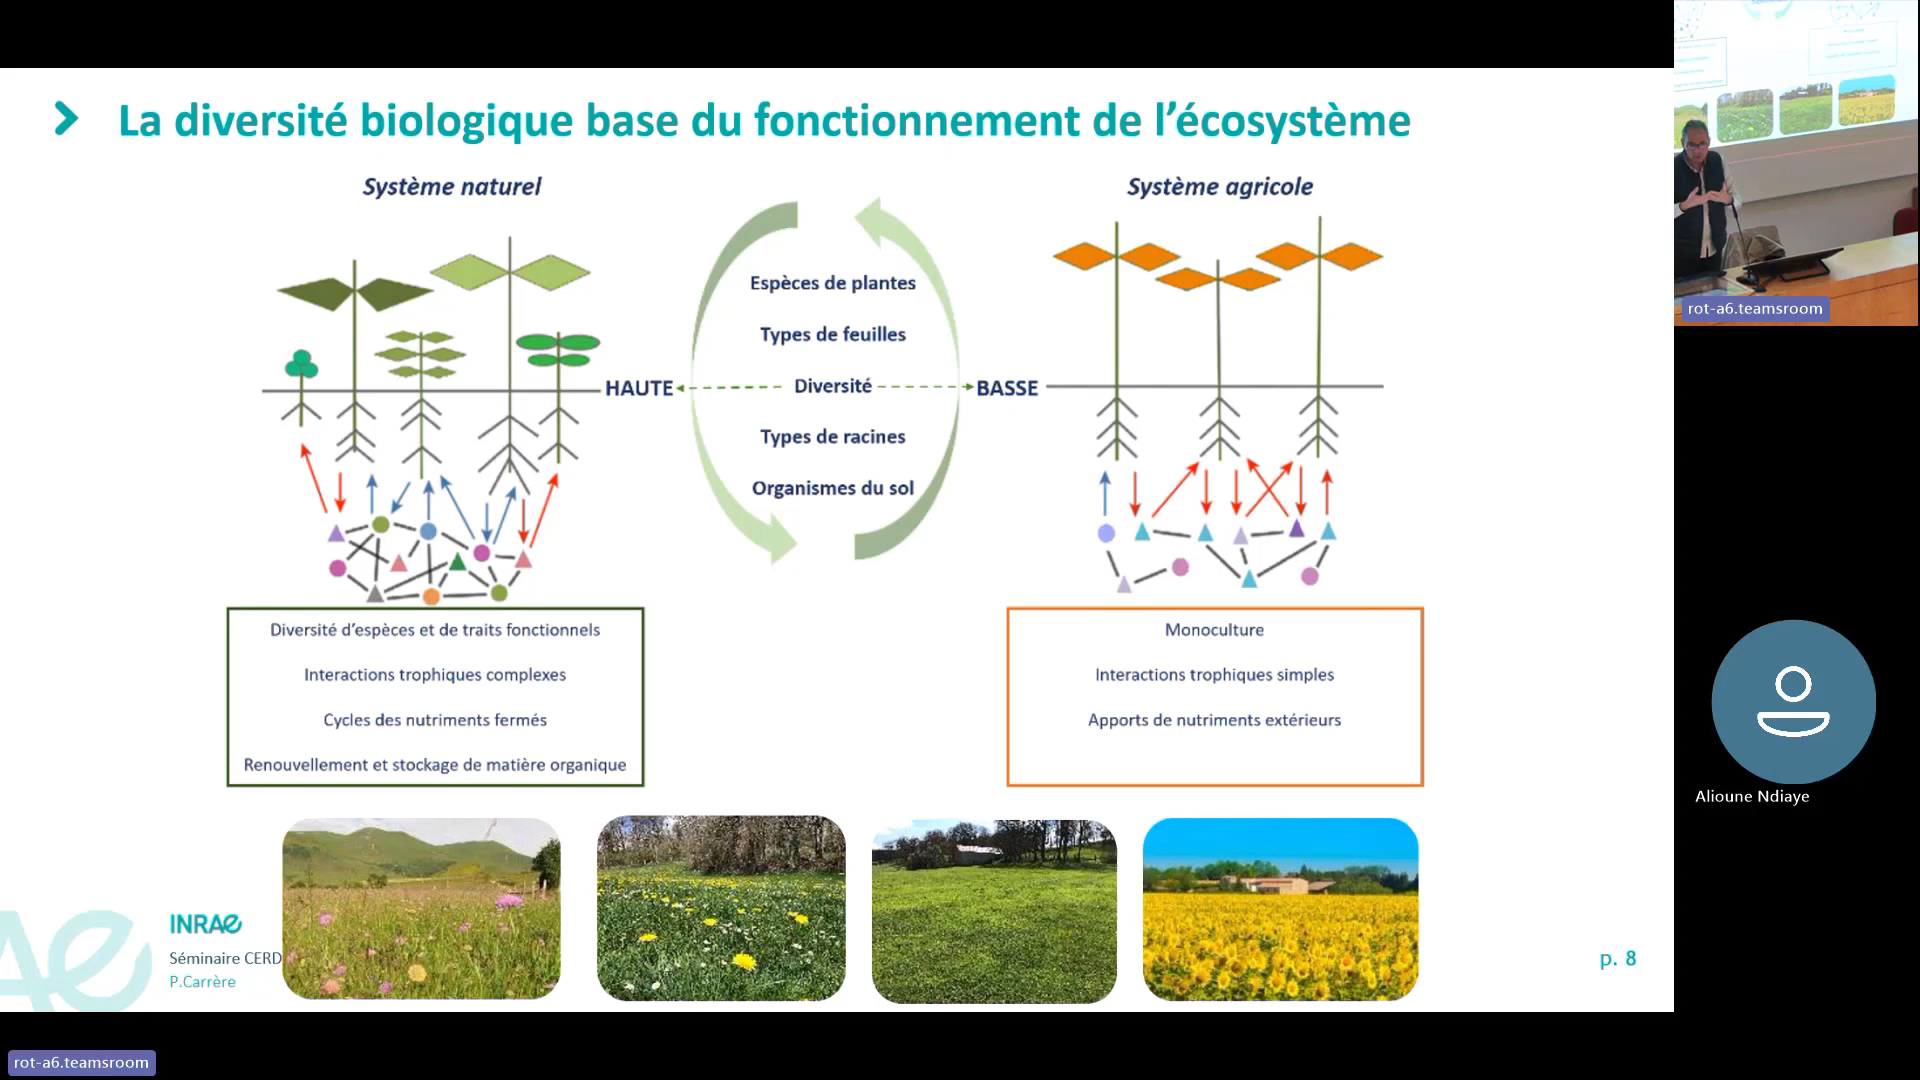 La diversité biologique base du fonctionnement de l’écosystème
Système naturel
Système agricole
Espèces de plantes
Types de feuilles
HAUTE
Diversité
BASSE
Types de racines
Organismes du sol
Diversité d’espèces et de traits fonctionnels
Interactions trophiques complexes
Cycles des nutriments fermés
Renouvellement et stockage de matière organique
Monoculture
Interactions trophiques simples
Apports de nutriments extérieurs
INRAE
Séminaire CERD
P.Carrère
p. 8
rot-a6.teamsroom
Alioune Ndiaye
rot-a6.teamsroom